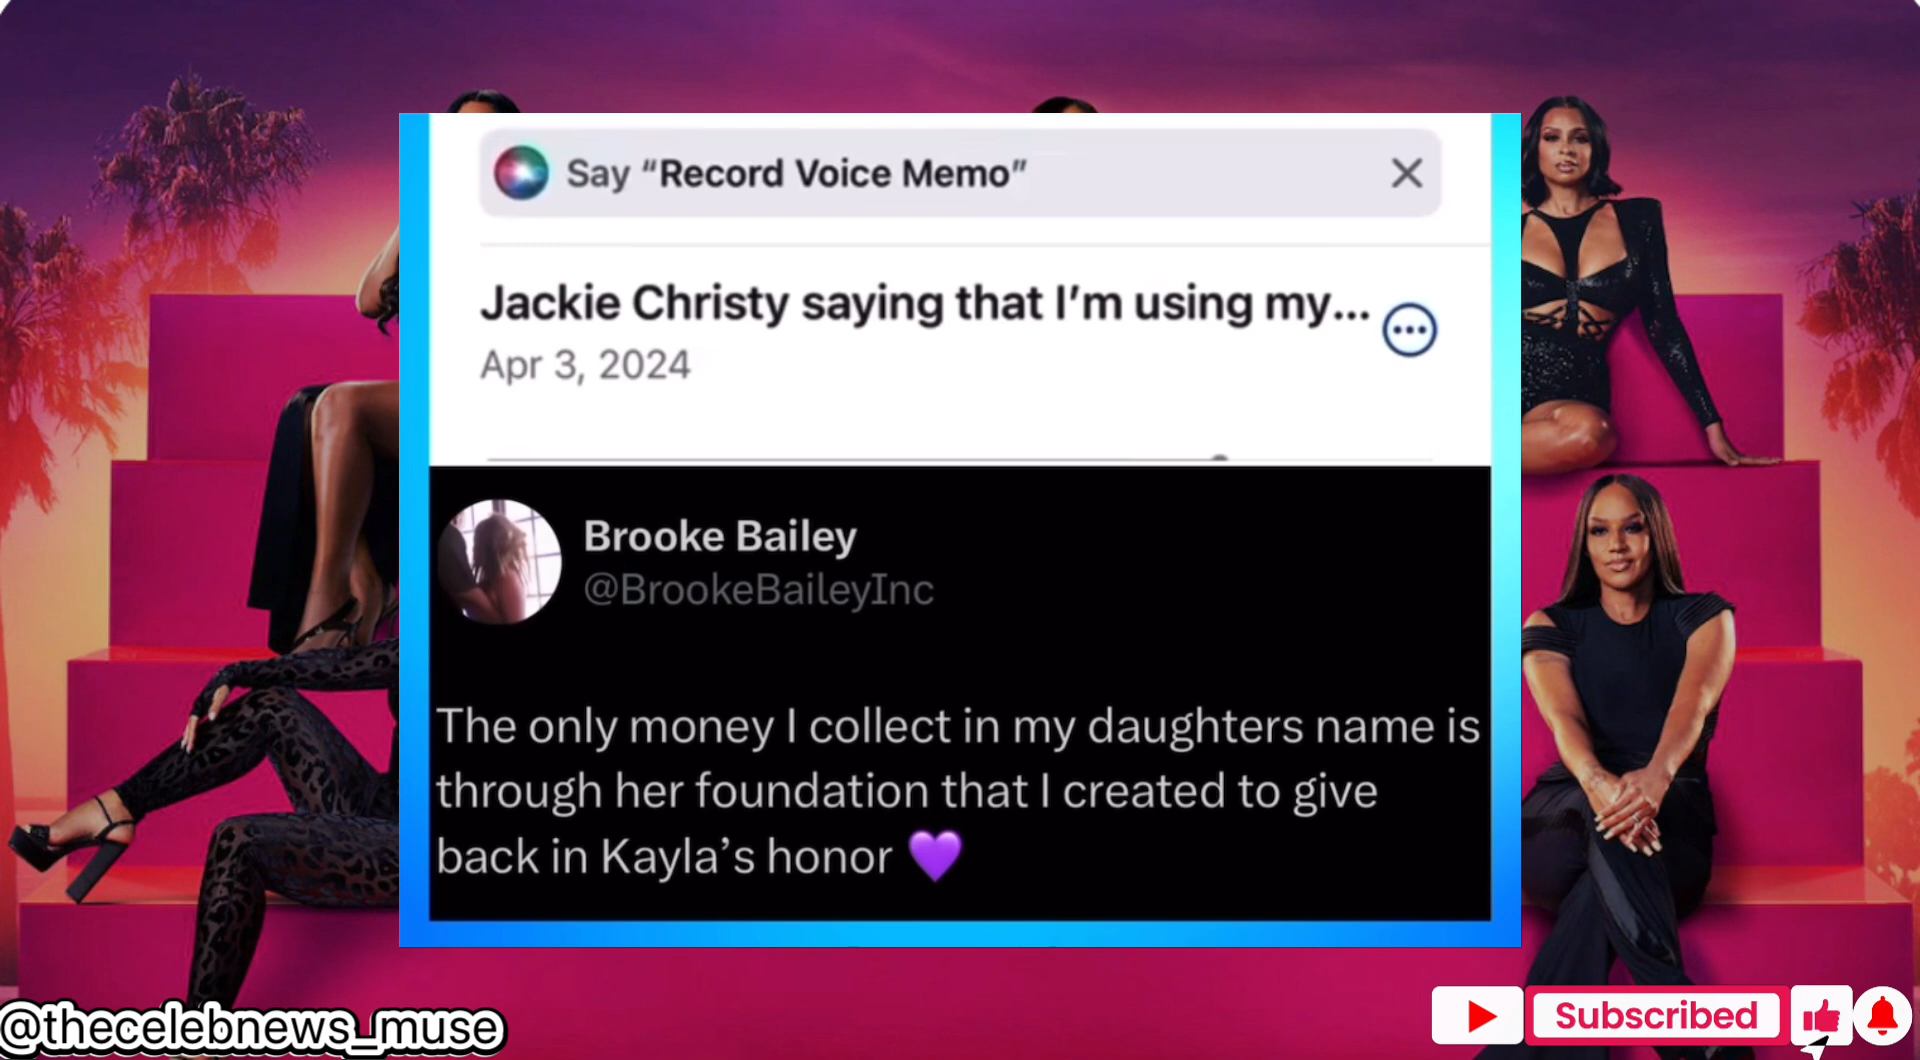 Say “Record Voice Memo”
Jackie Christy saying that I’m using my...
Apr 3, 2024
Brooke Bailey
@BrookeBaileyInc
The only money I collect in my daughters name is
through her foundation that I created to give
back in Kayla’s honor 💜
@thecelebnews_muse
Subscribed